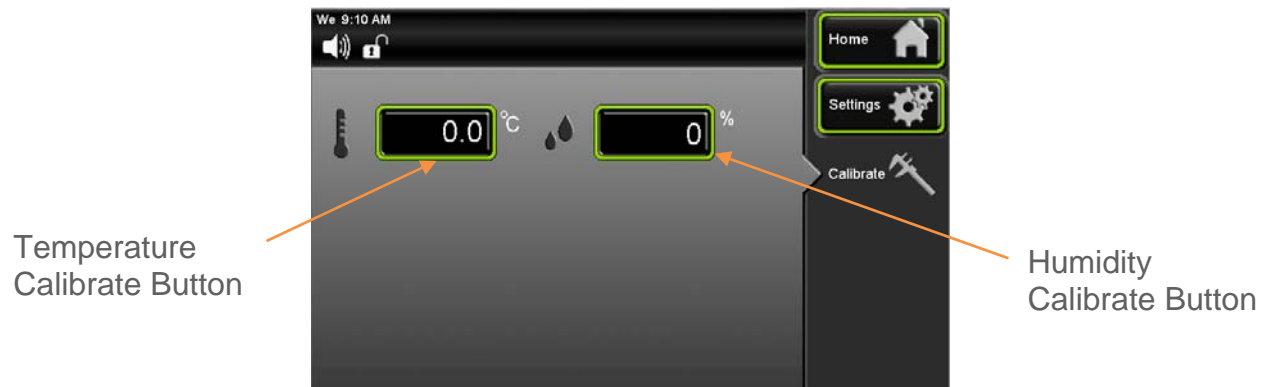 We 9:10 AM
Home
Settings
0.0 °C
0 %
Calibrate
Temperature
Calibrate Button
Humidity
Calibrate Button